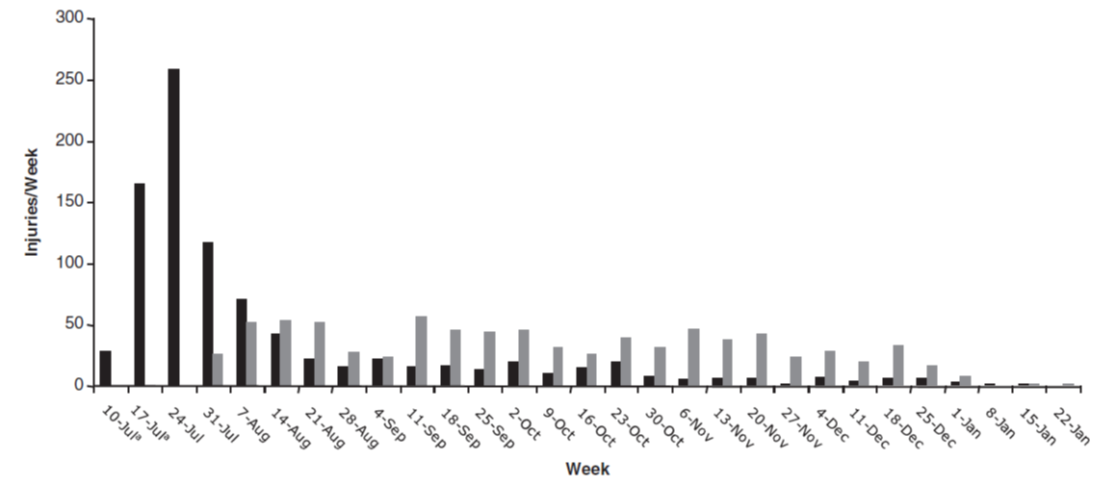 300
250
200
150
100
50
0
Injuries/Week
10-Julª
17-Julª
24-Jul
31-Jul
7-Aug
14-Aug
21-Aug
28-Aug
4-Sep
11-Sep
18-Sep
25-Sep
2-Oct
9-Oct
16-Oct
23-Oct
30-Oct
6-Nov
13-Nov
20-Nov
27-Nov
4-Dec
11-Dec
18-Dec
25-Dec
1-Jan
8-Jan
15-Jan
22-Jan
Week